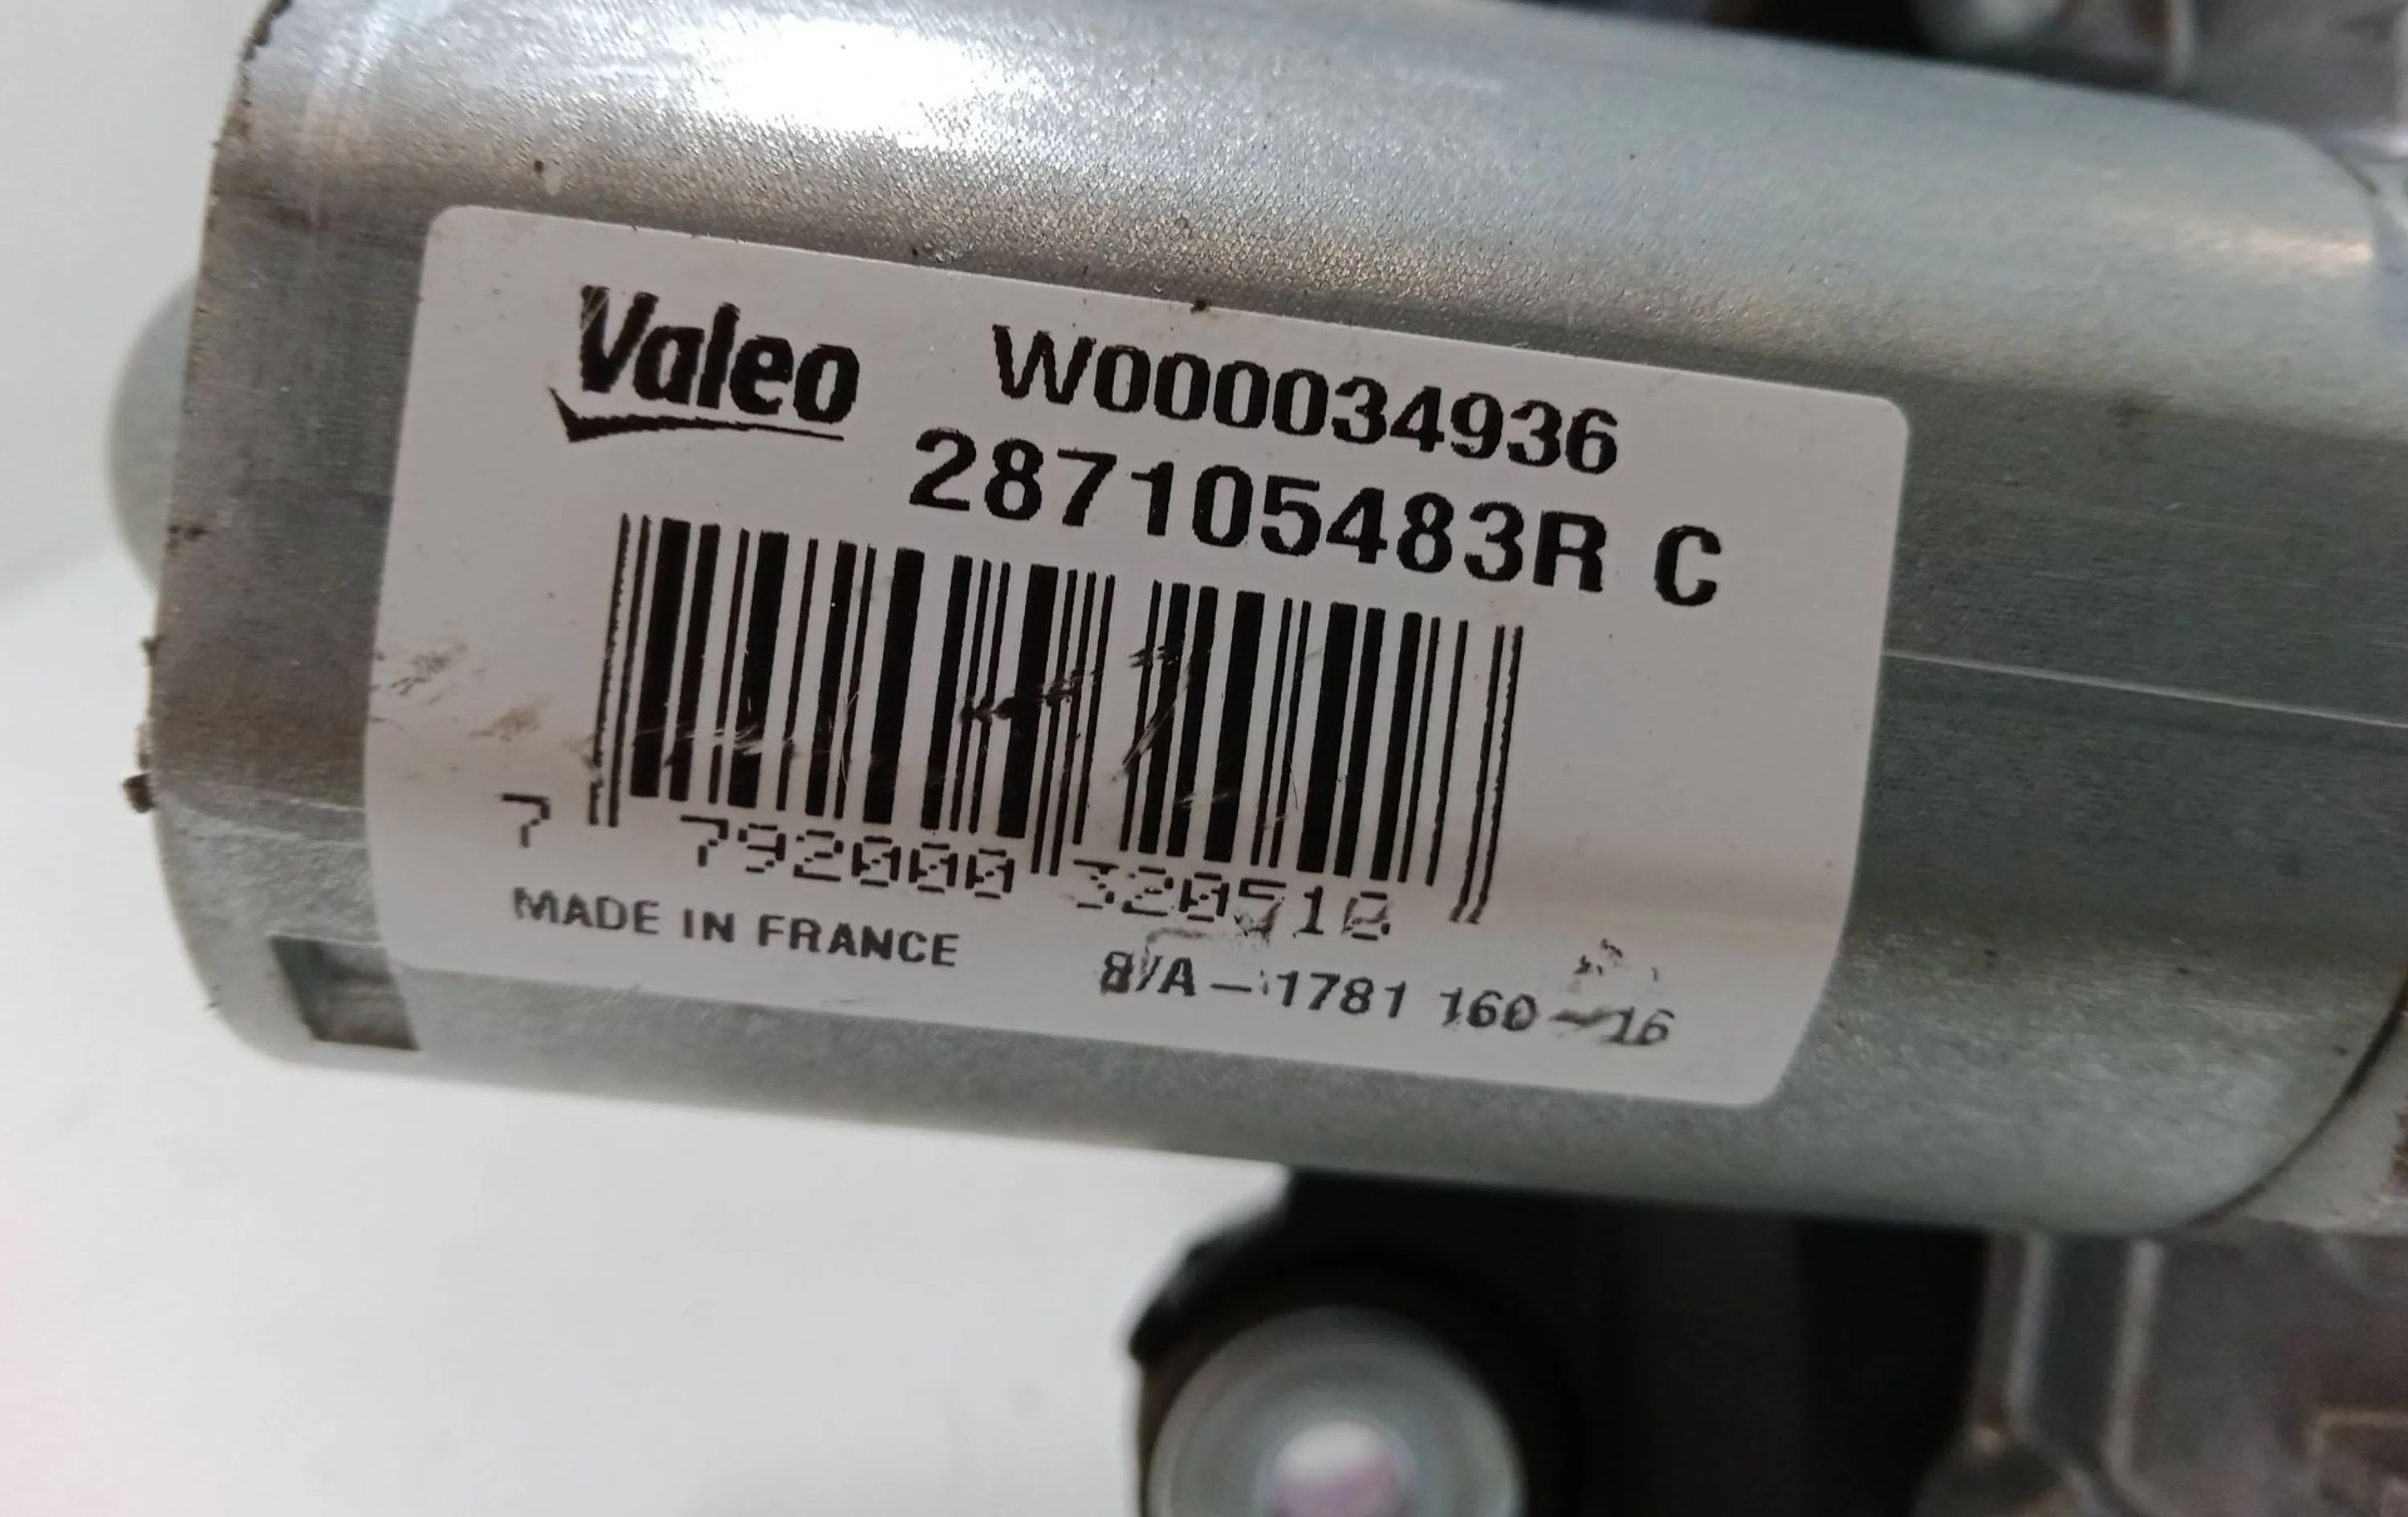 Valeo W000034936
287105483R C
7 792000 320518
MADE IN FRANCE 8/A-1781 160-16